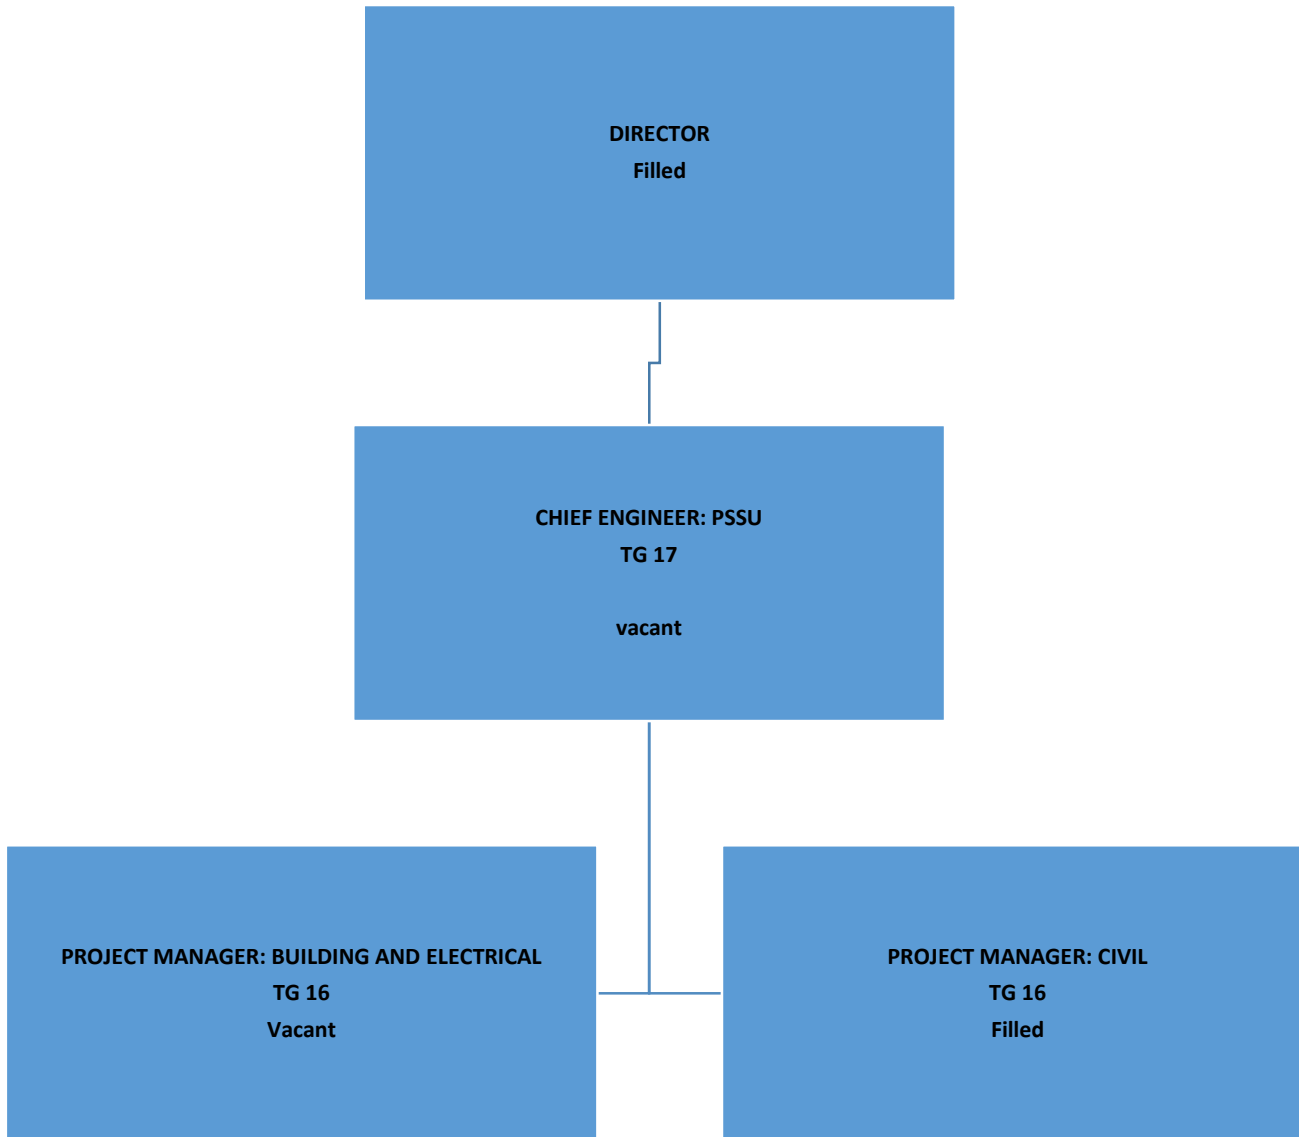 DIRECTOR
Filled
CHIEF ENGINEER: PSSU
TG 17
vacant
PROJECT MANAGER: BUILDING AND ELECTRICAL
TG 16
Vacant
PROJECT MANAGER: CIVIL
TG 16
Filled